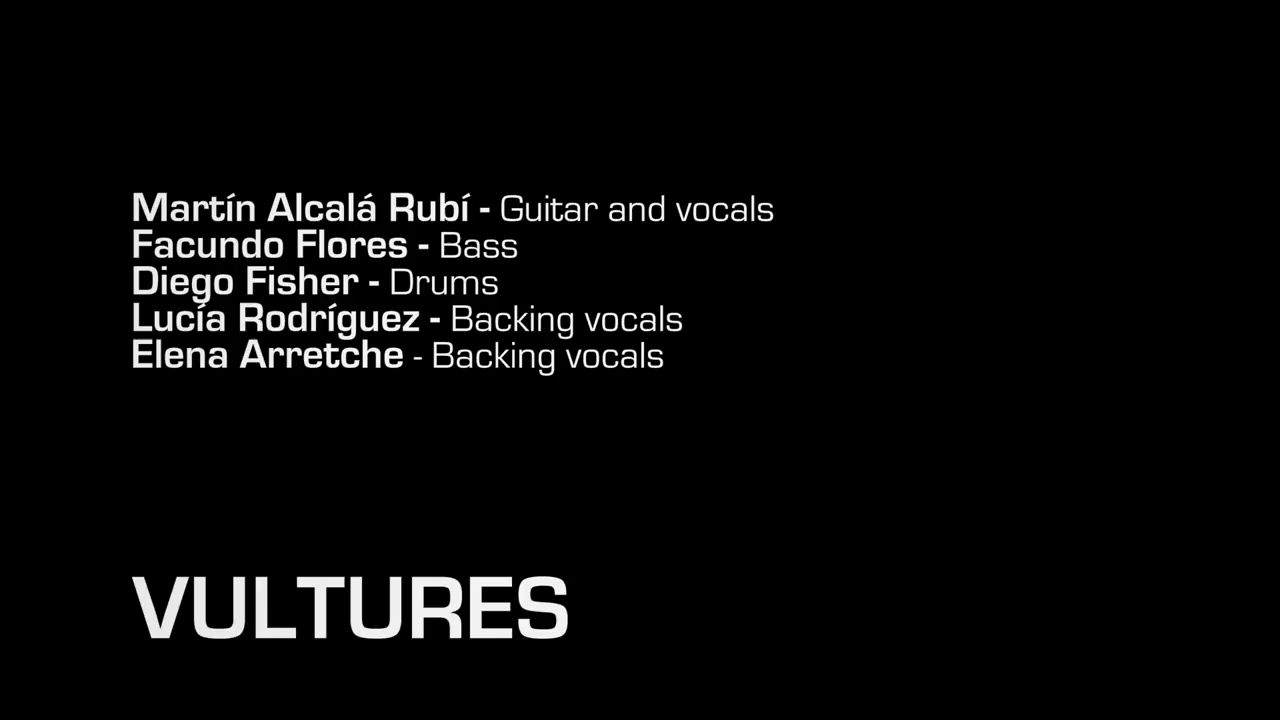 Martín Alcalá Rubí - Guitar and vocals
Facundo Flores - Bass
Diego Fisher - Drums
Lucía Rodríguez - Backing vocals
Elena Arretche - Backing vocals
VULTURES